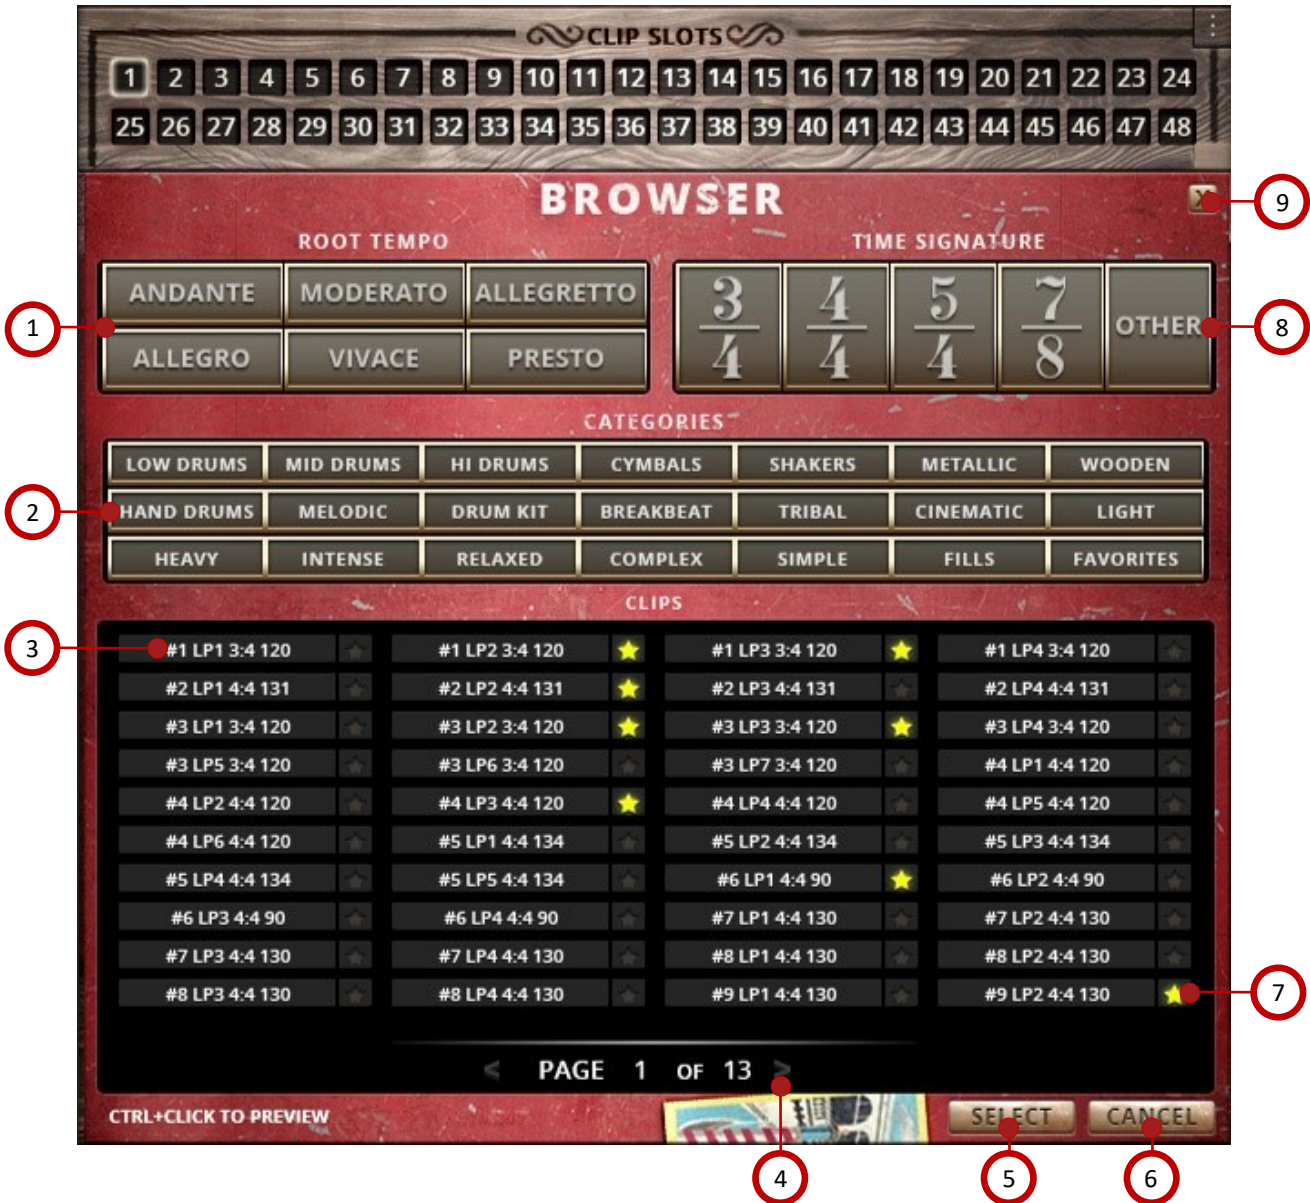 CLIP SLOTS
1 2 3 4 5 6 7 8 9 10 11 12 13 14 15 16 17 18 19 20 21 22 23 24
25 26 27 28 29 30 31 32 33 34 35 36 37 38 39 40 41 42 43 44 45 46 47 48
BROWSER
X
9
ROOT TEMPO
TIME SIGNATURE
ANDANTE MODERATO ALLEGRETTO
ALLEGRO VIVACE PRESTO
1
3/4 4/4 5/4 7/8 OTHER
8
CATEGORIES
LOW DRUMS MID DRUMS HI DRUMS CYMBALS SHAKERS METALLIC WOODEN
2
HAND DRUMS MELODIC DRUM KIT BREAKBEAT TRIBAL CINEMATIC LIGHT
HEAVY INTENSE RELAXED COMPLEX SIMPLE FILLS FAVORITES
CLIPS
3
#1 LP1 3:4 120 #1 LP2 3:4 120 #1 LP3 3:4 120 #1 LP4 3:4 120
#2 LP1 4:4 131 #2 LP2 4:4 131 #2 LP3 4:4 131 #2 LP4 4:4 131
#3 LP1 3:4 120 #3 LP2 3:4 120 #3 LP3 3:4 120 #3 LP4 3:4 120
#3 LP5 3:4 120 #3 LP6 3:4 120 #3 LP7 3:4 120 #4 LP1 4:4 120
#4 LP2 4:4 120 #4 LP3 4:4 120 #4 LP4 4:4 120 #4 LP5 4:4 120
#4 LP6 4:4 120 #5 LP1 4:4 134 #5 LP2 4:4 134 #5 LP3 4:4 134
#5 LP4 4:4 134 #5 LP5 4:4 134 #6 LP1 4:4 90 #6 LP2 4:4 90
#6 LP3 4:4 90 #6 LP4 4:4 90 #7 LP1 4:4 130 #7 LP2 4:4 130
#7 LP3 4:4 130 #7 LP4 4:4 130 #8 LP1 4:4 130 #8 LP2 4:4 130
#8 LP3 4:4 130 #8 LP4 4:4 130 #9 LP1 4:4 130 #9 LP2 4:4 130
7
< PAGE 1 OF 13 >
CTRL+CLICK TO PREVIEW
SELECT CANCEL
4 5 6